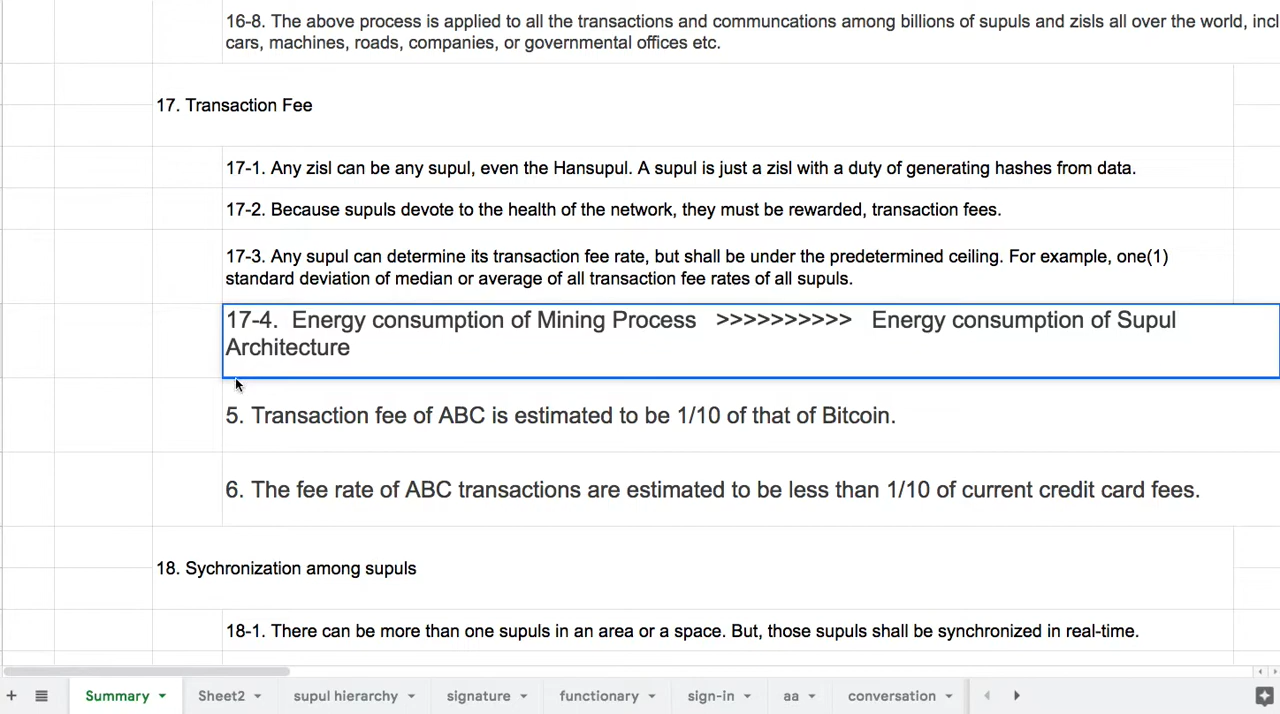 16-8. The above process is applied to all the transactions and communcations among billions of supuls and zisls all over the world, incl
cars, machines, roads, companies, or governmental offices etc.
17. Transaction Fee
17-1. Any zisl can be any supul, even the Hansupul. A supul is just a zisl with a duty of generating hashes from data.
17-2. Because supuls devote to the health of the network, they must be rewarded, transaction fees.
17-3. Any supul can determine its transaction fee rate, but shall be under the predetermined ceiling. For example, one(1)
standard deviation of median or average of all transaction fee rates of all supuls.
17-4. Energy consumption of Mining Process >>>>>>>>>> Energy consumption of Supul
Architecture
5. Transaction fee of ABC is estimated to be 1/10 of that of Bitcoin.
6. The fee rate of ABC transactions are estimated to be less than 1/10 of current credit card fees.
18. Sychronization among supuls
18-1. There can be more than one supuls in an area or a space. But, those supuls shall be synchronized in real-time.
+ Summary Sheet2 supul hierarchy signature functionary sign-in aa conversation